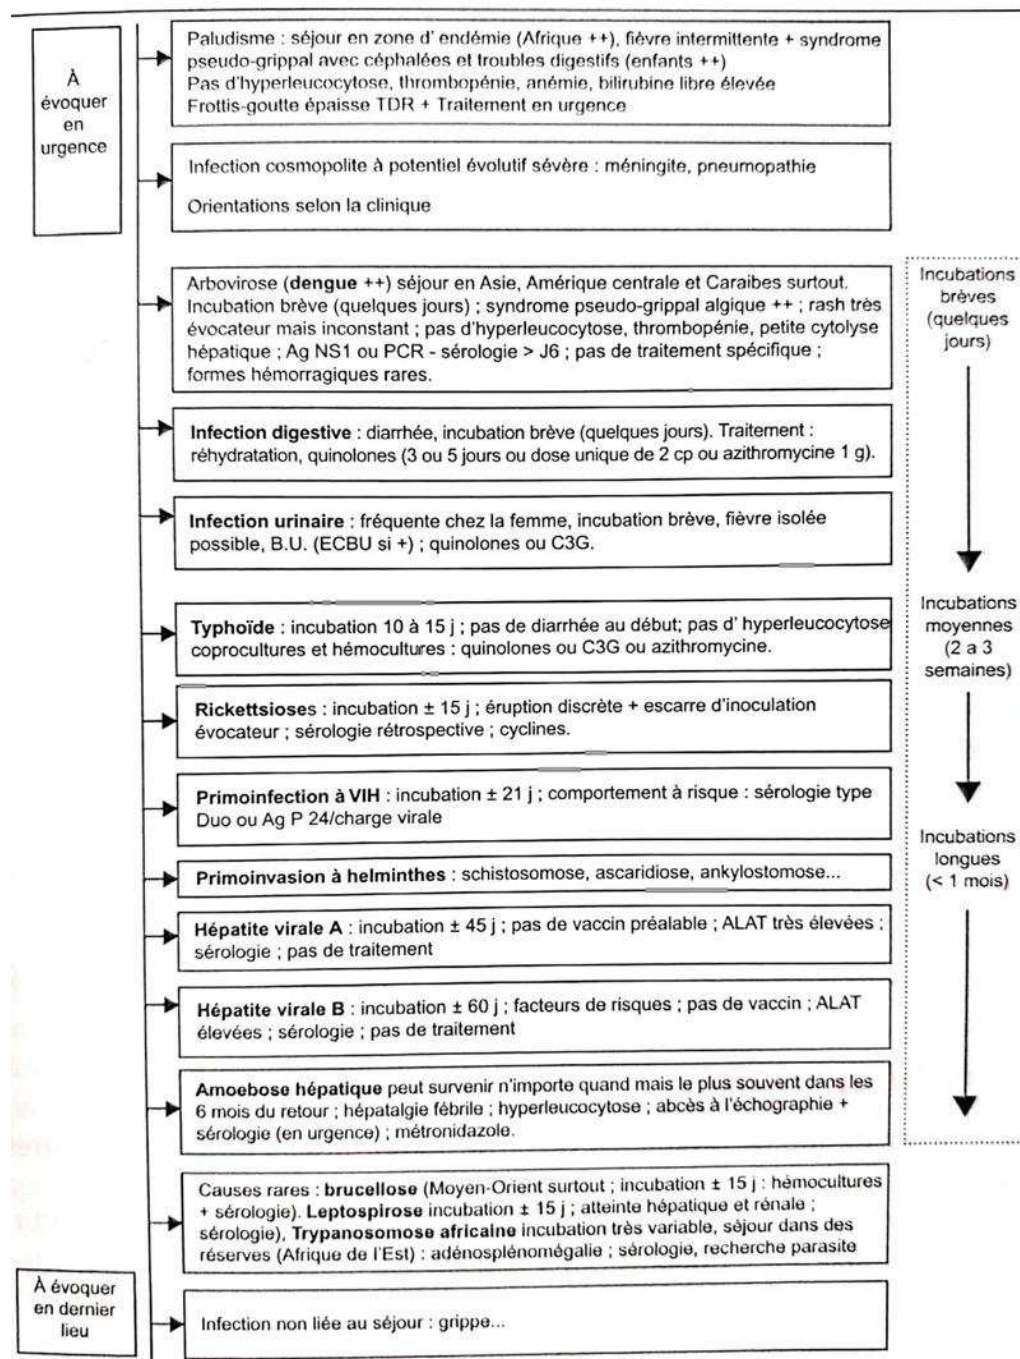 À
évoquer
en
urgence
Paludisme : séjour en zone d' endémie (Afrique ++), fièvre intermittente + syndrome
pseudo-grippal avec céphalées et troubles digestifs (enfants ++)
Pas d'hyperleucocytose, thrombopénie, anémie, bilirubine libre élevée
Frottis-goutte épaisse TDR + Traitement en urgence
Infection cosmopolite à potentiel évolutif sévère : méningite, pneumopathie
Orientations selon la clinique
Arbovirose (dengue ++) séjour en Asie, Amérique centrale et Caraibes surtout.
Incubation brève (quelques jours) ; syndrome pseudo-grippal algique ++ ; rash très
évocateur mais inconstant ; pas d'hyperleucocytose, thrombopénie, petite cytolyse
hépatique ; Ag NS1 ou PCR - sérologie > J6 ; pas de traitement spécifique ;
formes hémorragiques rares.
Infection digestive : diarrhée, incubation brève (quelques jours). Traitement :
réhydratation, quinolones (3 ou 5 jours ou dose unique de 2 cp ou azithromycine 1 g).
Infection urinaire : fréquente chez la femme, incubation brève, fièvre isolée
possible, B.U. (ECBU si +) ; quinolones ou C3G.
Typhoïde : incubation 10 à 15 j ; pas de diarrhée au début; pas d' hyperleucocytose
coprocultures et hémocultures : quinolones ou C3G ou azithromycine.
Rickettsioses : incubation ± 15 j ; éruption discrète + escarre d'inoculation
évocateur ; sérologie rétrospective ; cyclines.
Primoinfection à VIH : incubation ± 21 j ; comportement à risque : sérologie type
Duo ou Ag P 24/charge virale
Primoinvasion à helminthes : schistosomose, ascaridiose, ankylostomose...
Hépatite virale A : incubation ± 45 j ; pas de vaccin préalable ; ALAT très élevées ;
sérologie ; pas de traitement
Hépatite virale B : incubation ± 60 j ; facteurs de risques ; pas de vaccin ; ALAT
élevées ; sérologie ; pas de traitement
Amoebose hépatique peut survenir n'importe quand mais le plus souvent dans les
6 mois du retour ; hépatalgie fébrile ; hyperleucocytose ; abcès à l'échographie +
sérologie (en urgence) ; métronidazole.
Causes rares : brucellose (Moyen-Orient surtout ; incubation ± 15 j : hémocultures
+ sérologie). Leptospirose incubation ± 15 j ; atteinte hépatique et rénale ;
sérologie), Trypanosomose africaine incubation très variable, séjour dans des
réserves (Afrique de l'Est) : adénosplénomégalie ; sérologie, recherche parasite
À évoquer
en dernier
lieu
Infection non liée au séjour : grippe...
Incubations
brèves
(quelques
jours)
Incubations
moyennes
(2 a 3
semaines)
Incubations
longues
(< 1 mois)